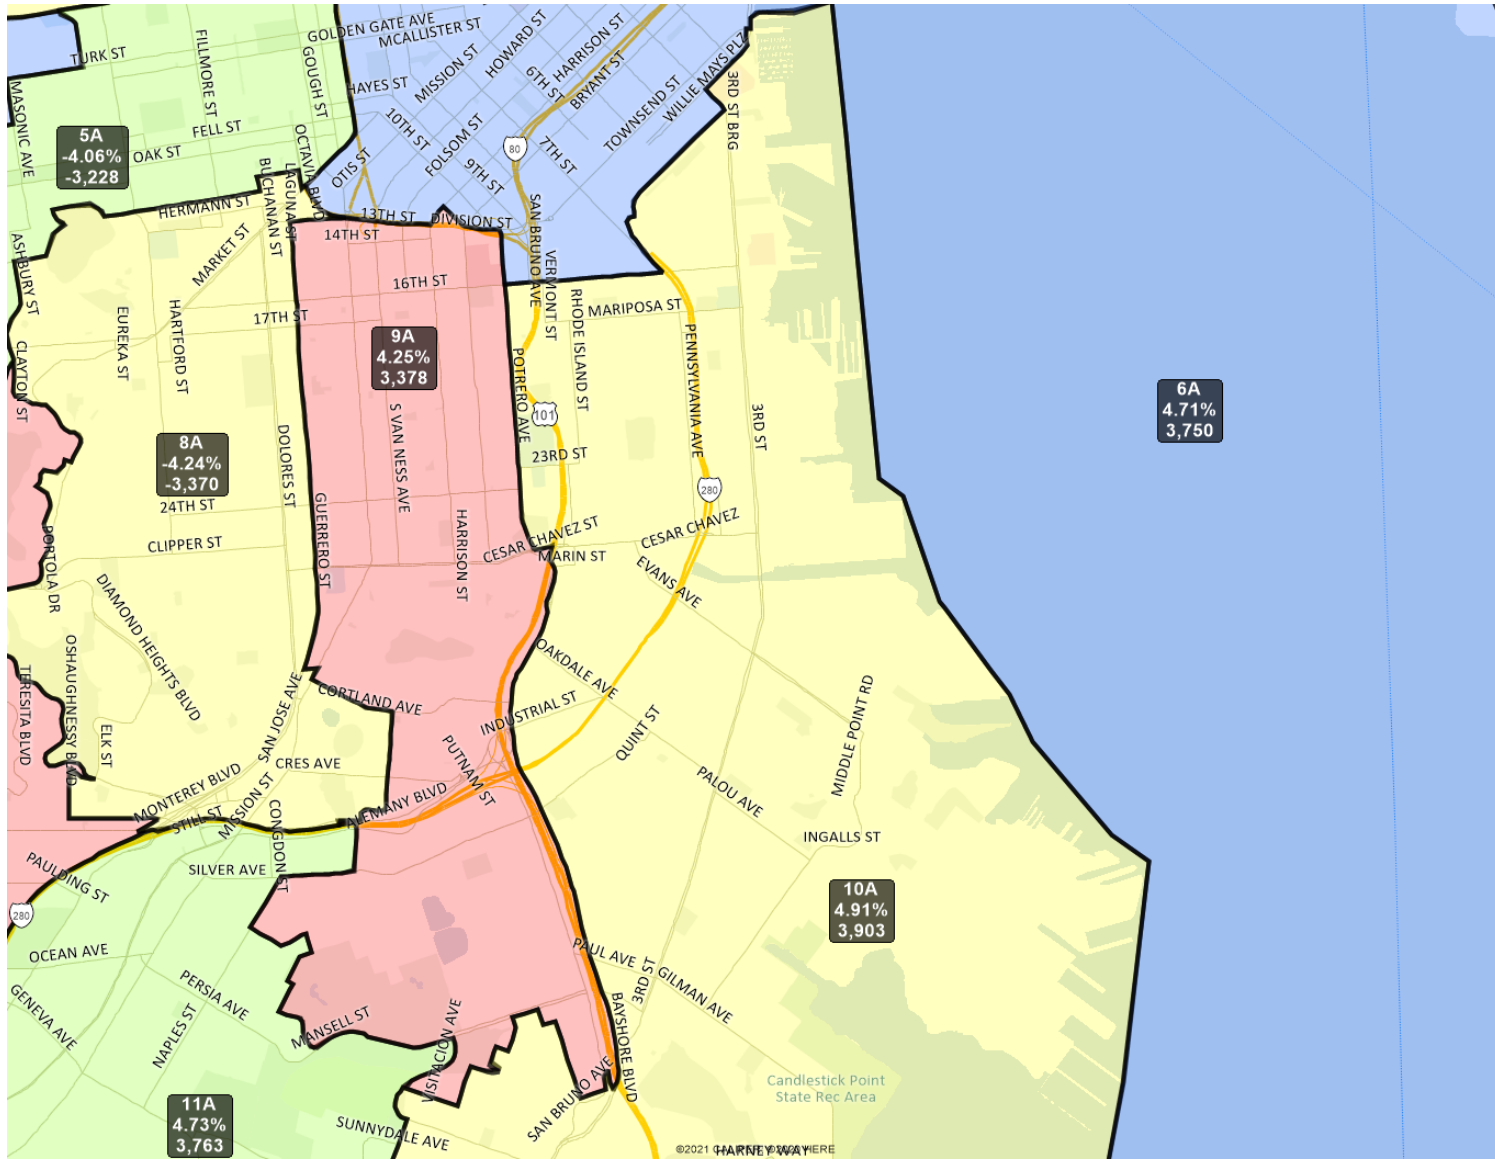 GOLDEN GATE AVE
MCALLISTER ST
HOWARD ST
HARRISON ST
TURK ST
FILLMORE ST
GOUGH ST
HAYES ST
MISSION ST
6TH ST
BRYANT ST
TOWNSEND ST
WILLIE MAYS PLZ
3RD ST BRG
MASONIC AVE
5A
-4.06%
-3,228
FELL ST
OAK ST
OCTAVIA BLVD
LAGUNA ST
BUCHANAN ST
OTIS ST
10TH ST
FOLSOM ST
9TH ST
80
7TH ST
HERMANN ST
13TH ST
DIVISION ST
14TH ST
SAN BRUNO AVE
VERMONT ST
ASHBURY ST
MARKET ST
16TH ST
17TH ST
EUREKA ST
HARTFORD ST
RHODE ISLAND ST
MARIPOSA ST
PENNSYLVANIA AVE
CLAYTON ST
9A
4.25%
3,378
POTRERO AVE
101
3RD ST
6A
4.71%
3,750
S VAN NESS AVE
DOLORES ST
8A
-4.24%
-3,370
23RD ST
280
24TH ST
GUERRERO ST
HARRISON ST
CESAR CHAVEZ ST
CESAR CHAVEZ
CLIPPER ST
MARIN ST
PORTOLA DR
EVANS AVE
DIAMOND HEIGHTS BLVD
OSHAUGHNESSY BLVD
TERESITA BLVD
OAKDALE AVE
CORTLAND AVE
INDUSTRIAL ST
SAN JOSE AVE
QUINT ST
MIDDLE POINT RD
ELK ST
CRES AVE
PUTNAM ST
PALOU AVE
MONTEREY BLVD
MISSION ST
STILL ST
CONGDON ST
ALEMANY BLVD
INGALLS ST
SILVER AVE
PAULDING ST
280
10A
4.91%
3,903
OCEAN AVE
PAUL AVE
3RD ST
GILMAN AVE
PERSIA AVE
GENEVA AVE
NAPLES ST
MANSELL ST
VISITACION AVE
BAYSHORE BLVD
SAN BRUNO AVE
Candlestick Point
State Rec Area
11A
4.73%
3,763
SUNNYDALE AVE
HARNEY WAY